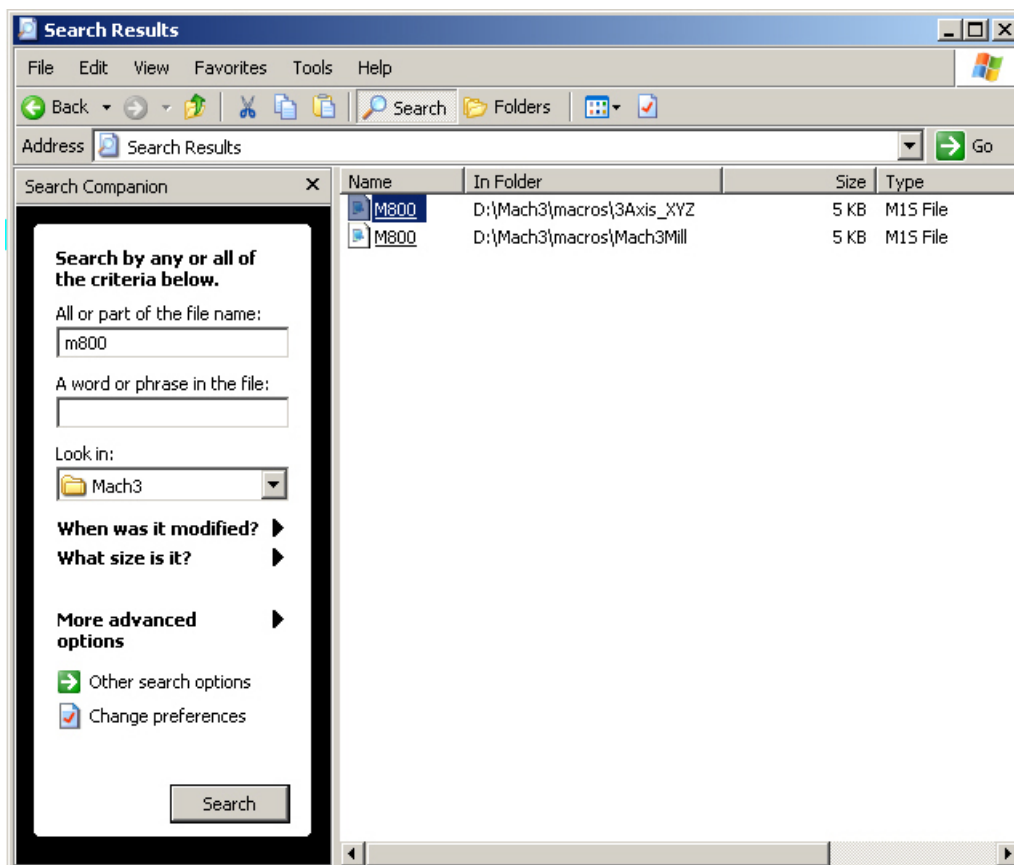 Search Results
File Edit View Favorites Tools Help
Back Search Folders
Address Search Results Go
Search Companion
Name In Folder Size Type
M800 D:\Mach3\macros\3Axis_XYZ 5 KB M1S File
M800 D:\Mach3\macros\Mach3Mill 5 KB M1S File
Search by any or all of
the criteria below.
All or part of the file name:
m800
A word or phrase in the file:
Look in:
Mach3
When was it modified?
What size is it?
More advanced
options
Other search options
Change preferences
Search